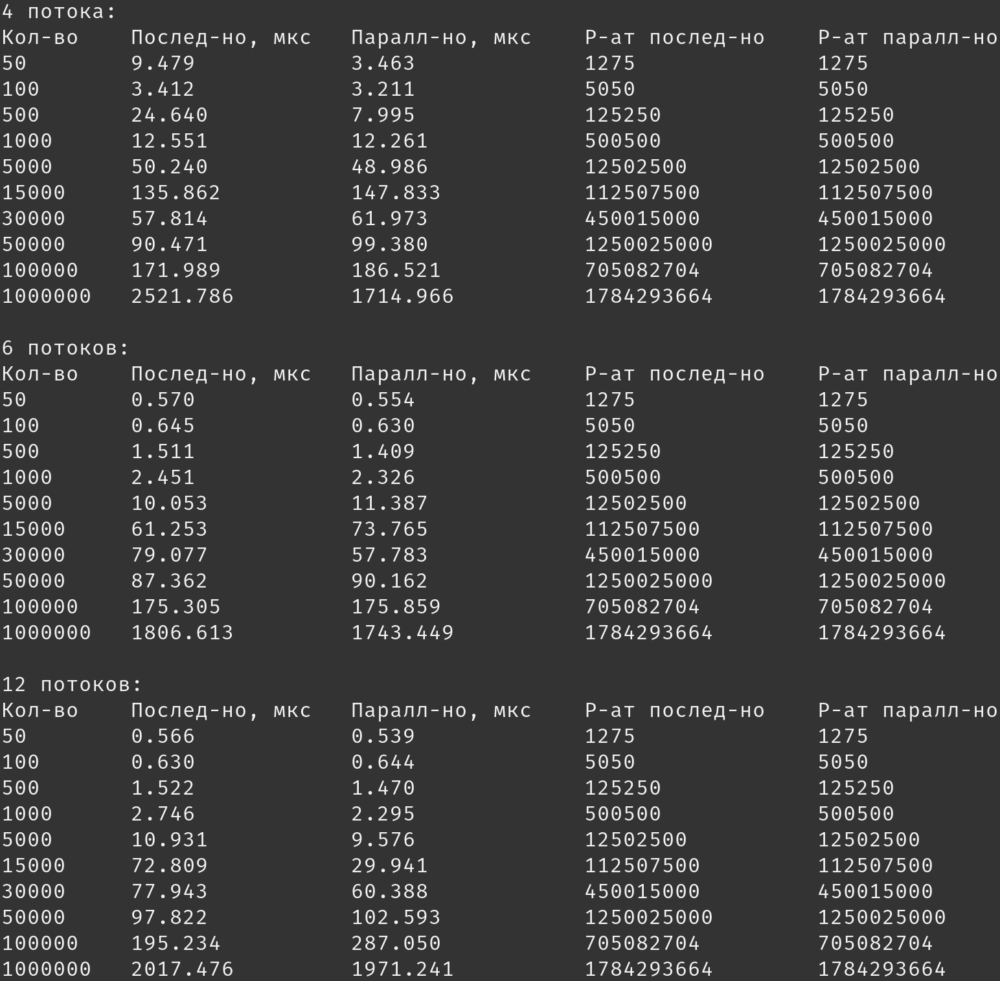 4 потока:
Кол-во Послед-но, мкс Паралл-но, мкс Р-ат послед-но Р-ат паралл-но
50 9.479 3.463 1275 1275
100 3.412 3.211 5050 5050
500 24.640 7.995 125250 125250
1000 12.551 12.261 500500 500500
5000 50.240 48.986 12502500 12502500
15000 135.862 147.833 112507500 112507500
30000 57.814 61.973 450015000 450015000
50000 90.471 99.380 1250025000 1250025000
100000 171.989 186.521 705082704 705082704
1000000 2521.786 1714.966 1784293664 1784293664
6 потоков:
Кол-во Послед-но, мкс Паралл-но, мкс Р-ат послед-но Р-ат паралл-но
50 0.570 0.554 1275 1275
100 0.645 0.630 5050 5050
500 1.511 1.409 125250 125250
1000 2.451 2.326 500500 500500
5000 10.053 11.387 12502500 12502500
15000 61.253 73.765 112507500 112507500
30000 79.077 57.783 450015000 450015000
50000 87.362 90.162 1250025000 1250025000
100000 175.305 175.859 705082704 705082704
1000000 1806.613 1743.449 1784293664 1784293664
12 потоков:
Кол-во Послед-но, мкс Паралл-но, мкс Р-ат послед-но Р-ат паралл-но
50 0.566 0.539 1275 1275
100 0.630 0.644 5050 5050
500 1.522 1.470 125250 125250
1000 2.746 2.295 500500 500500
5000 10.931 9.576 12502500 12502500
15000 72.809 29.941 112507500 112507500
30000 77.943 60.388 450015000 450015000
50000 97.822 102.593 1250025000 1250025000
100000 195.234 287.050 705082704 705082704
1000000 2017.476 1971.241 1784293664 1784293664